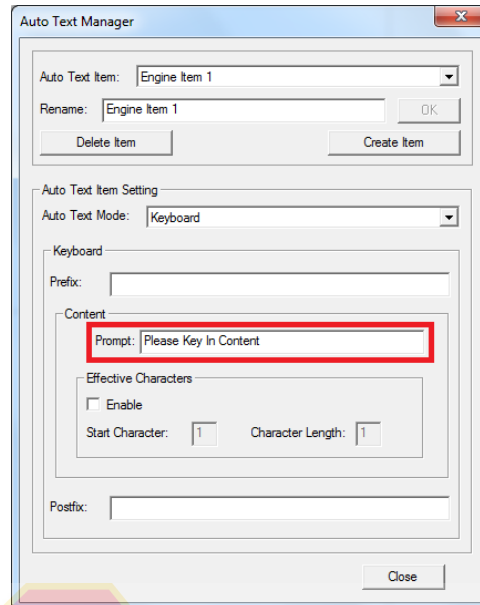 Auto Text Manager
Auto Text Item: Engine Item 1
Rename: Engine Item 1 OK
Delete Item Create Item
Auto Text Item Setting
Auto Text Mode: Keyboard
Keyboard
Prefix:
Content
Prompt: Please Key In Content
Effective Characters
Enable
Start Character: 1 Character Length: 1
Postfix:
Close